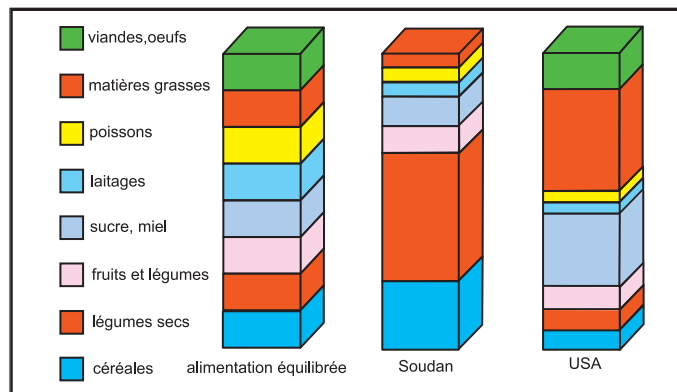 viandes,oeufs
matières grasses
poissons
laitages
sucre, miel
fruits et légumes
légumes secs
céréales
alimentation équilibrée
Soudan
USA